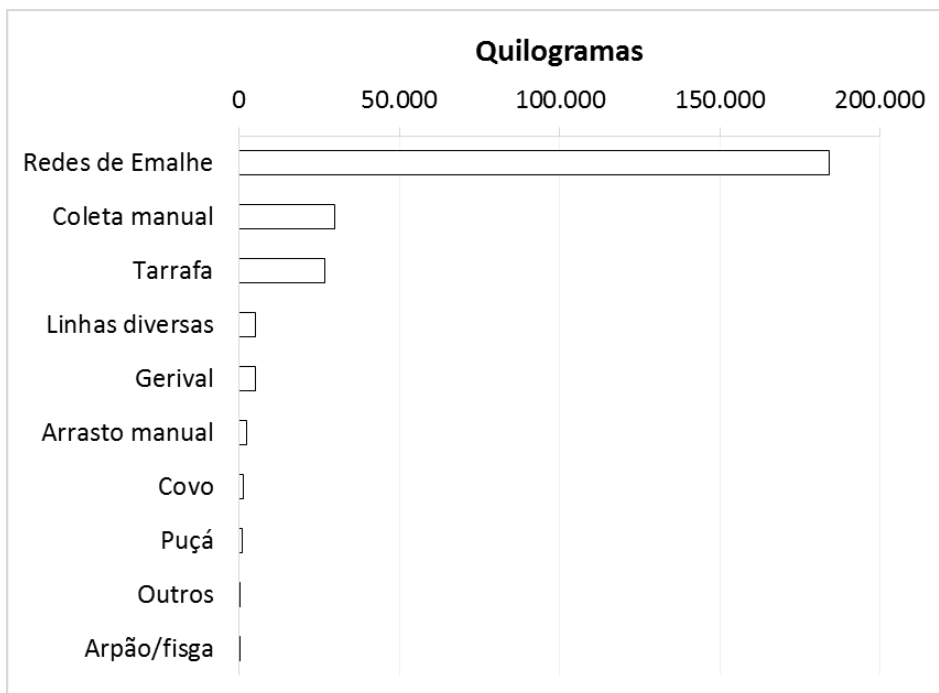 Quilogramas
0 50.000 100.000 150.000 200.000
Redes de Emalhe
Coleta manual
Tarrafa
Linhas diversas
Gerival
Arrasto manual
Covo
Puçá
Outros
Arpão/fisga